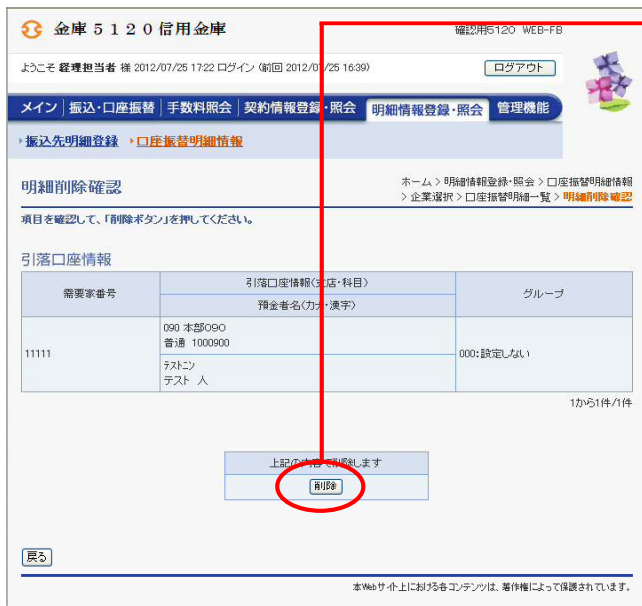 金庫５１２０信用金庫
確認用5120 WEB-FB
ようこそ 経理担当者 様 2012/07/25 17:22 ログイン (前回 2012/07/25 16:39)
ログアウト
メイン 振込・口座振替 手数料照会 契約情報登録・照会 明細情報登録・照会 管理機能
振込先明細登録 口座振替明細情報
明細削除確認
ホーム > 明細情報登録・照会 > 口座振替明細情報
> 企業選択 > 口座振替明細一覧 > 明細削除確認
項目を確認して、「削除ボタン」を押してください。
引落口座情報
需要家番号
引落口座情報(支店・科目)
預金者名(カナ・漢字)
グループ
11111
090 本部090
普通 1000900
ﾃｽﾄﾆﾝ
テスト 人
000:設定しない
1から1件/1件
上記の内容で削除します
削除
戻る
本Webサイト上における各コンテンツは、著作権によって保護されています。